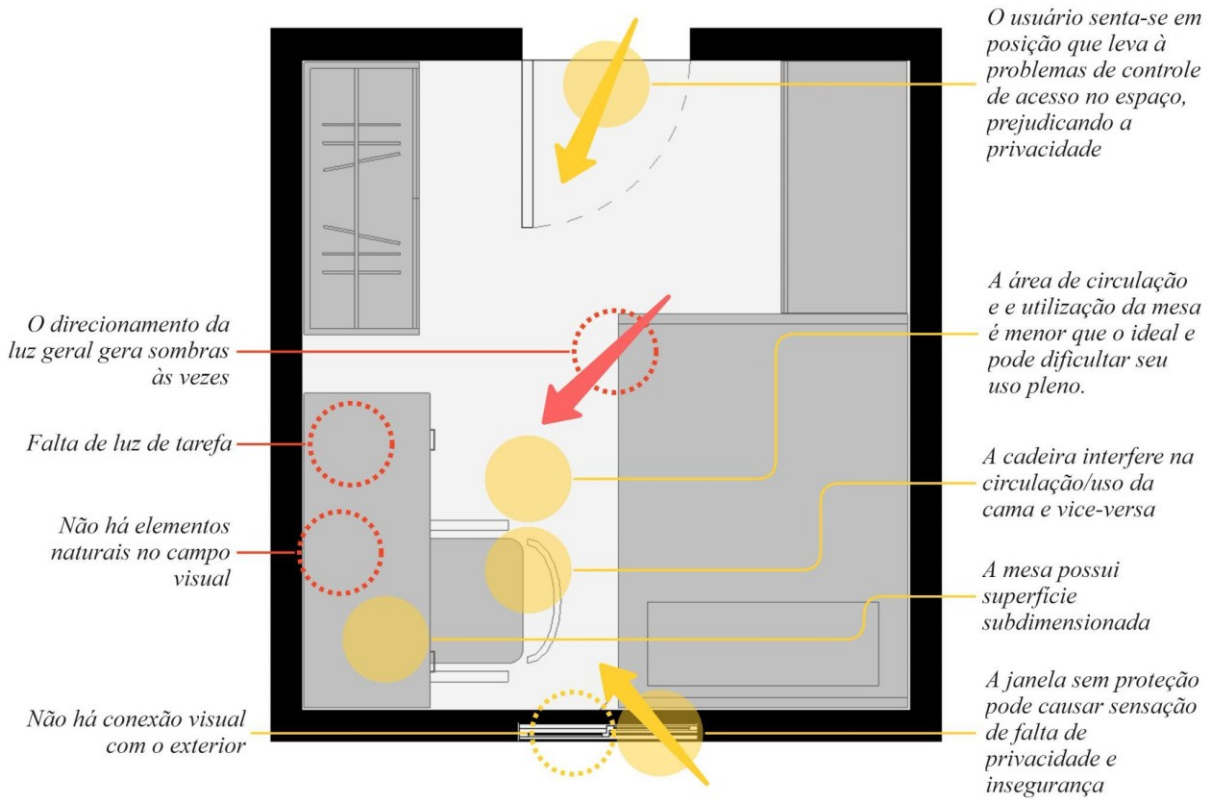 O usuário senta-se em
posição que leva à
problemas de controle
de acesso no espaço,
prejudicando a
privacidade
O direcionamento da
luz geral gera sombras
às vezes
Falta de luz de tarefa
Não há elementos
naturais no campo
visual
Não há conexão visual
com o exterior
A área de circulação
e e utilização da mesa
é menor que o ideal e
pode dificultar seu
uso pleno.
A cadeira interfere na
circulação/uso da
cama e vice-versa
A mesa possui
superfície
subdimensionada
A janela sem proteção
pode causar sensação
de falta de
privacidade e
insegurança